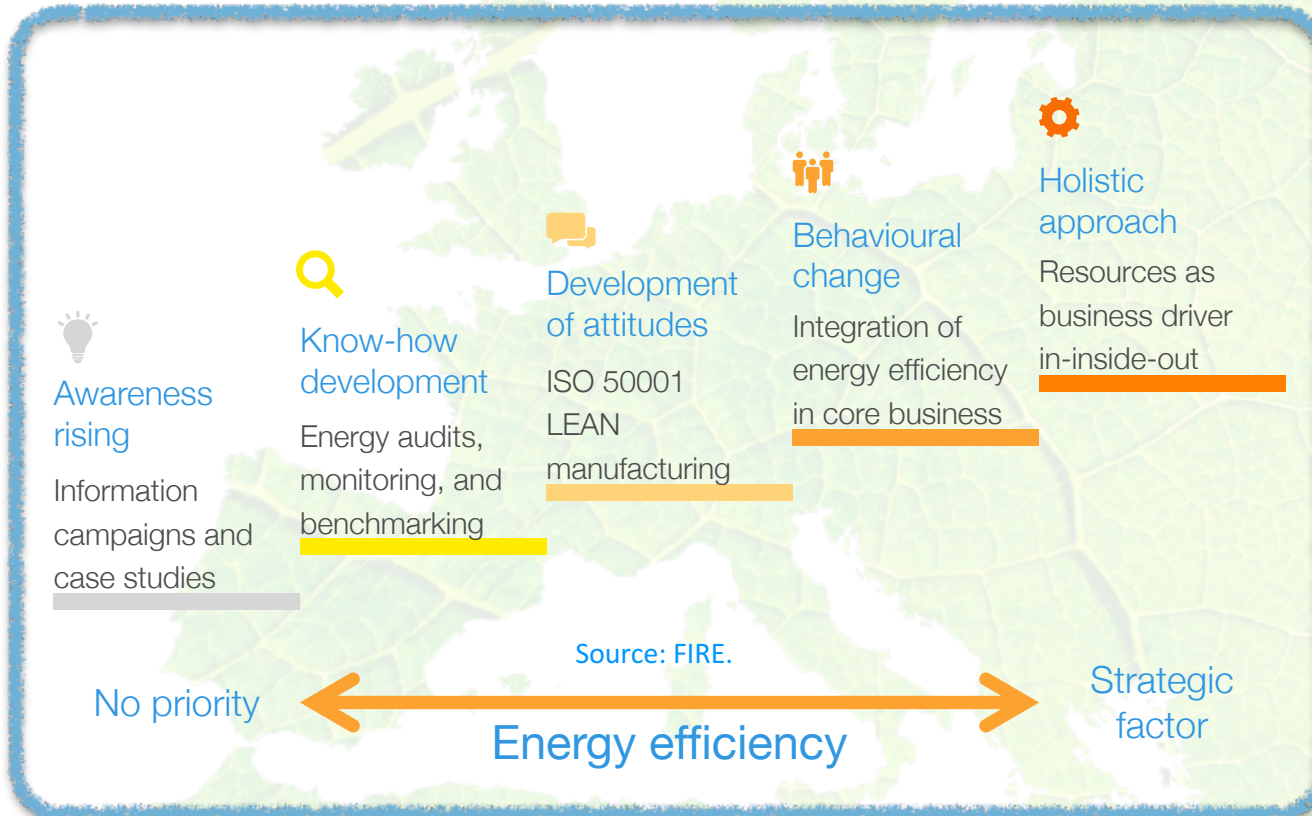 Awareness
rising
Information
campaigns and
case studies
Know-how
development
Energy audits,
monitoring, and
benchmarking
Development
of attitudes
ISO 50001
LEAN
manufacturing
Behavioural
change
Integration of
energy efficiency
in core business
Holistic
approach
Resources as
business driver
in-inside-out
Source: FIRE.
No priority
Energy efficiency
Strategic
factor